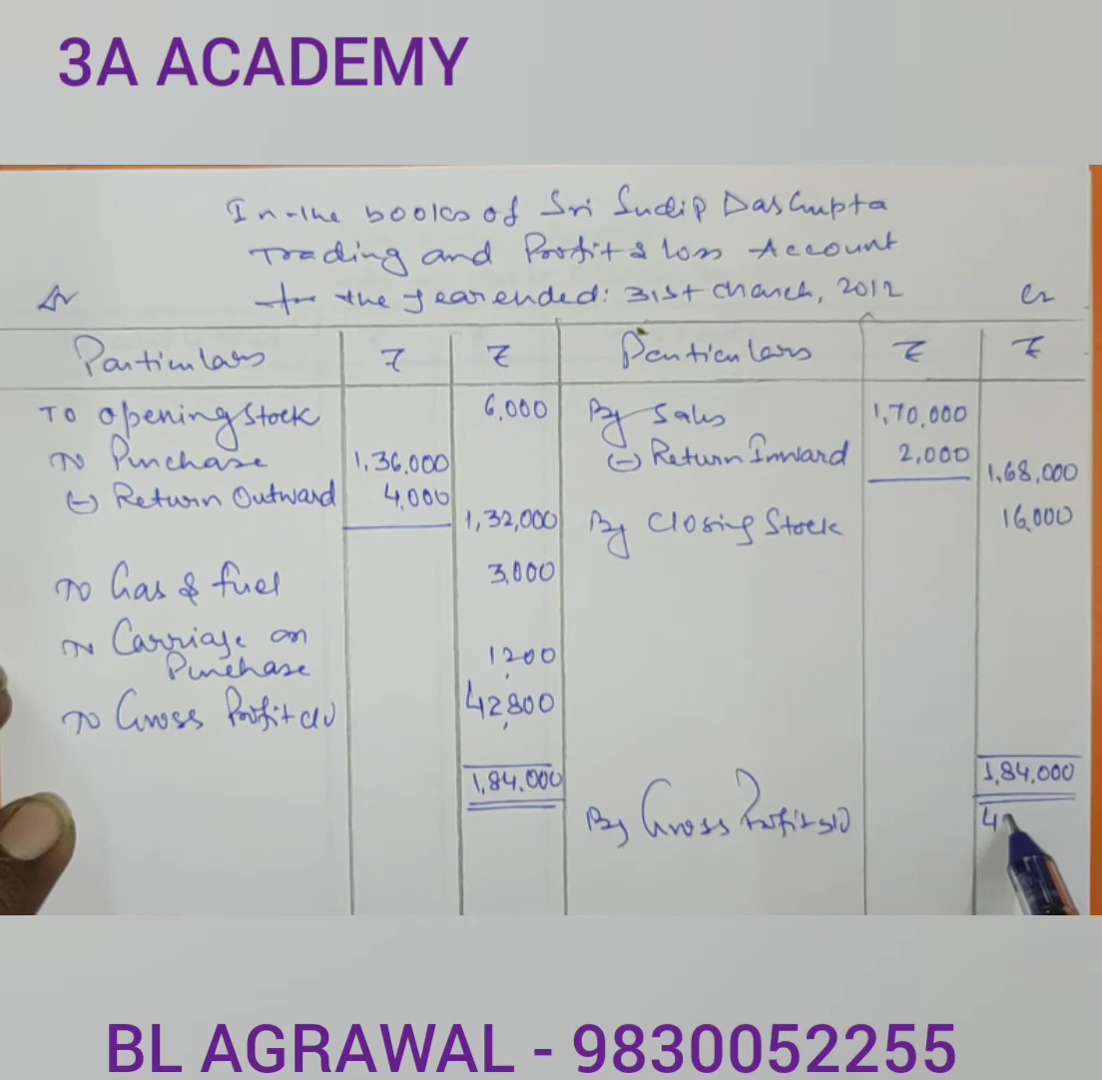 3A ACADEMY
In the books of Sri Sudip DasGupta
Trading and Profit & loss Account
for the year ended: 31st March, 2012
Dr Cr
Particulars ₹ ₹ Particulars ₹ ₹
To Opening Stock 6,000 By Sales 1,70,000
To Purchase 1,36,000 (-) Return Inward 2,000 1,68,000
(-) Return Outward 4,000 1,32,000 By Closing Stock 16,000
To Gas & fuel 3,000
To Carriage on
Purchase 1,200
To Gross Profit c/d 42,800
1,84,000 1,84,000
By Gross Profit b/d 4
BL AGRAWAL - 9830052255